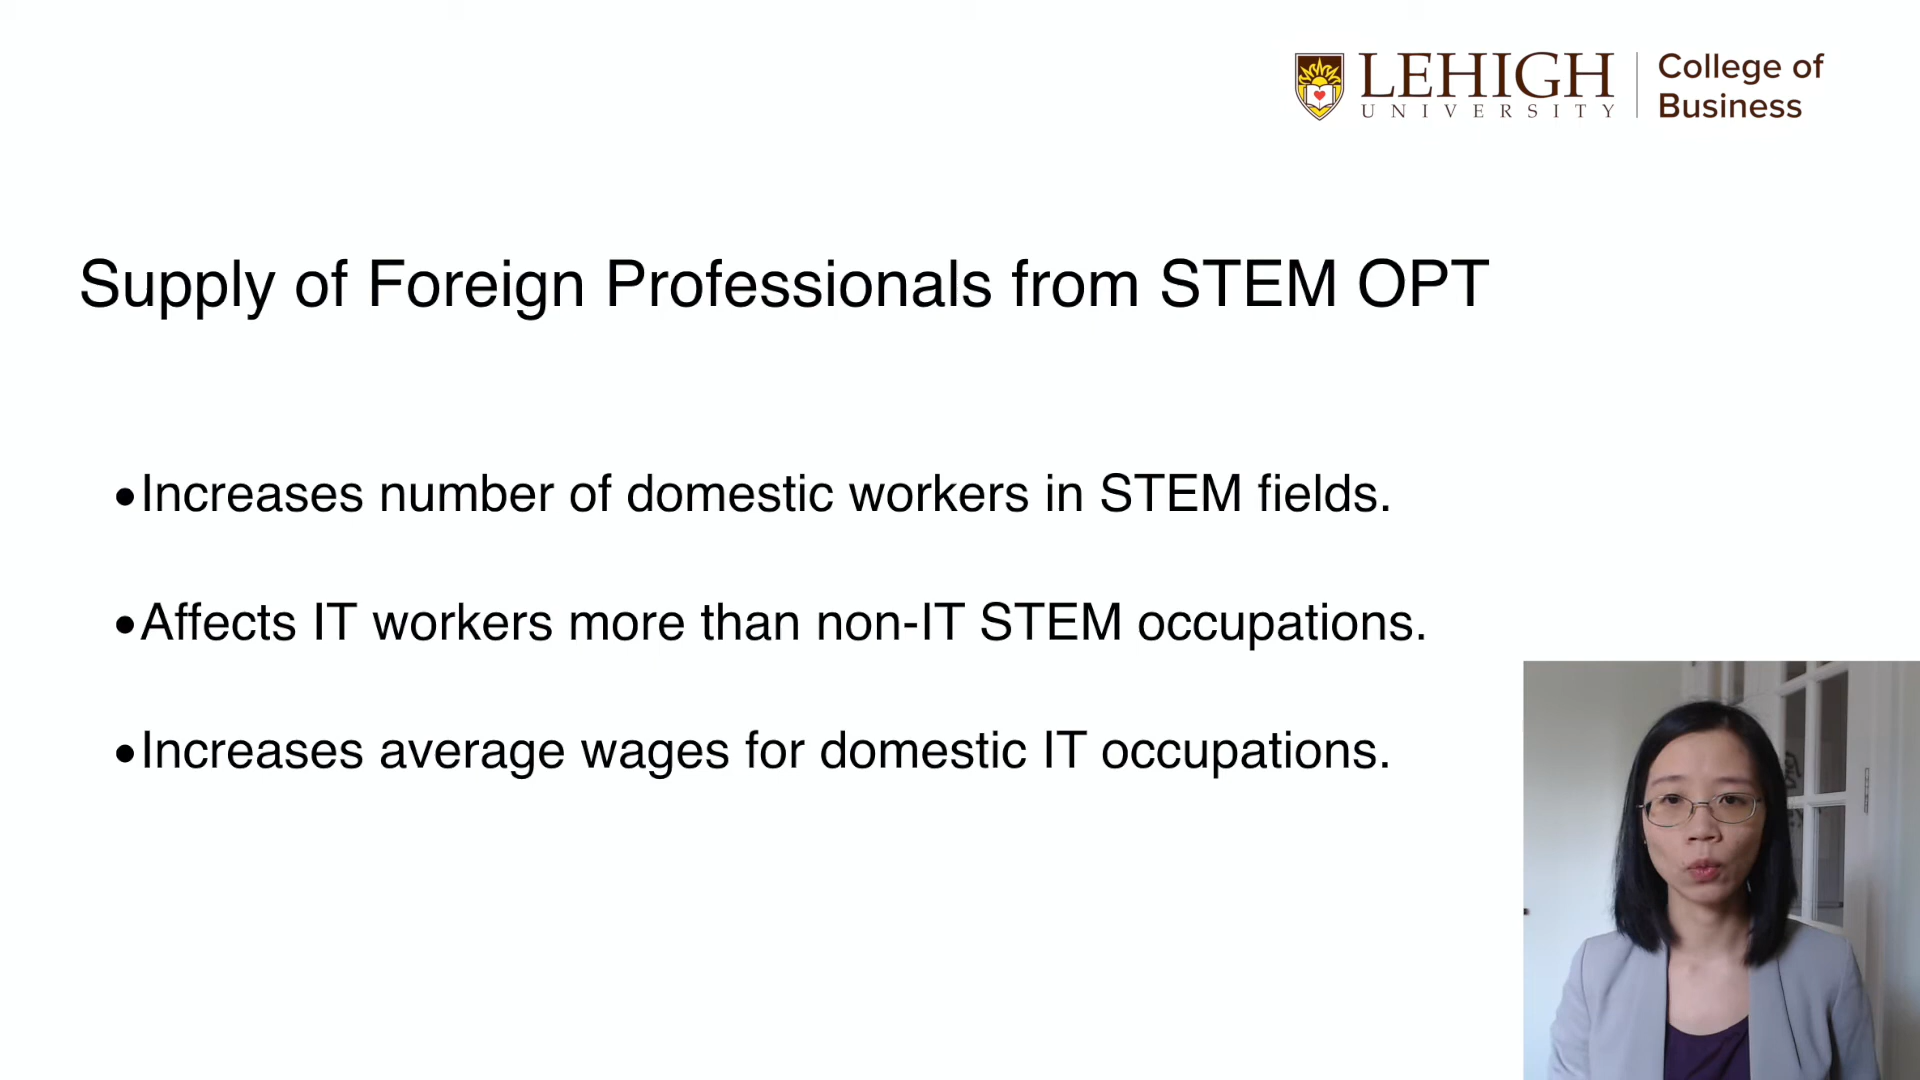 LEHIGH
UNIVERSITY
College of
Business
Supply of Foreign Professionals from STEM OPT
•Increases number of domestic workers in STEM fields.
•Affects IT workers more than non-IT STEM occupations.
•Increases average wages for domestic IT occupations.